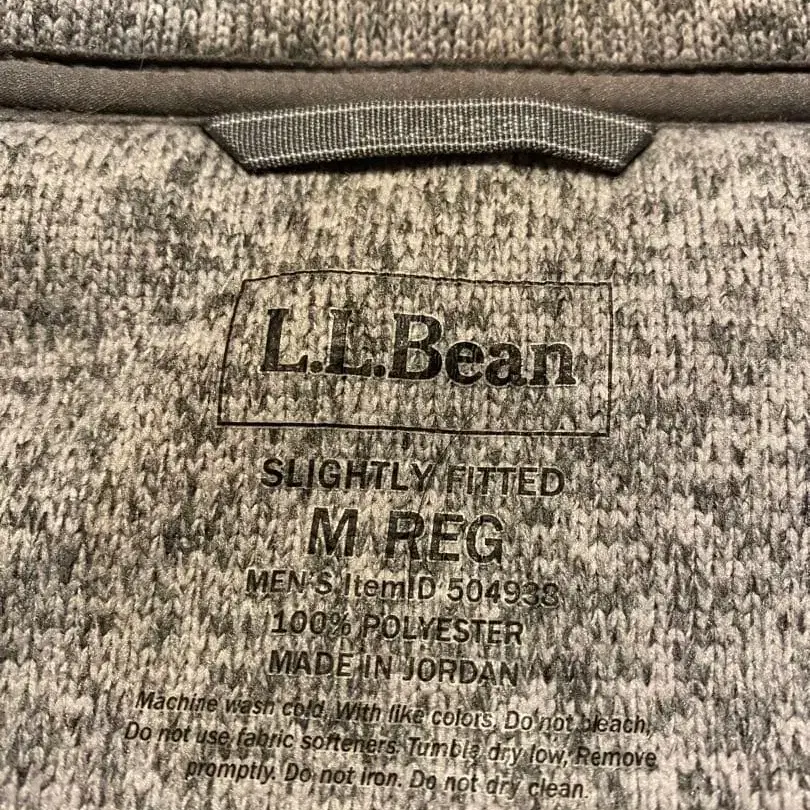 L.L.Bean
SLIGHTLY FITTED
M REG
MEN'S ItemID 504938
100% POLYESTER
MADE IN JORDAN
Machine wash cold, With like colors, Do not bleach,
Do not use fabric softeners. Tumble dry low, Remove
promptly. Do not iron. Do not dry clean.